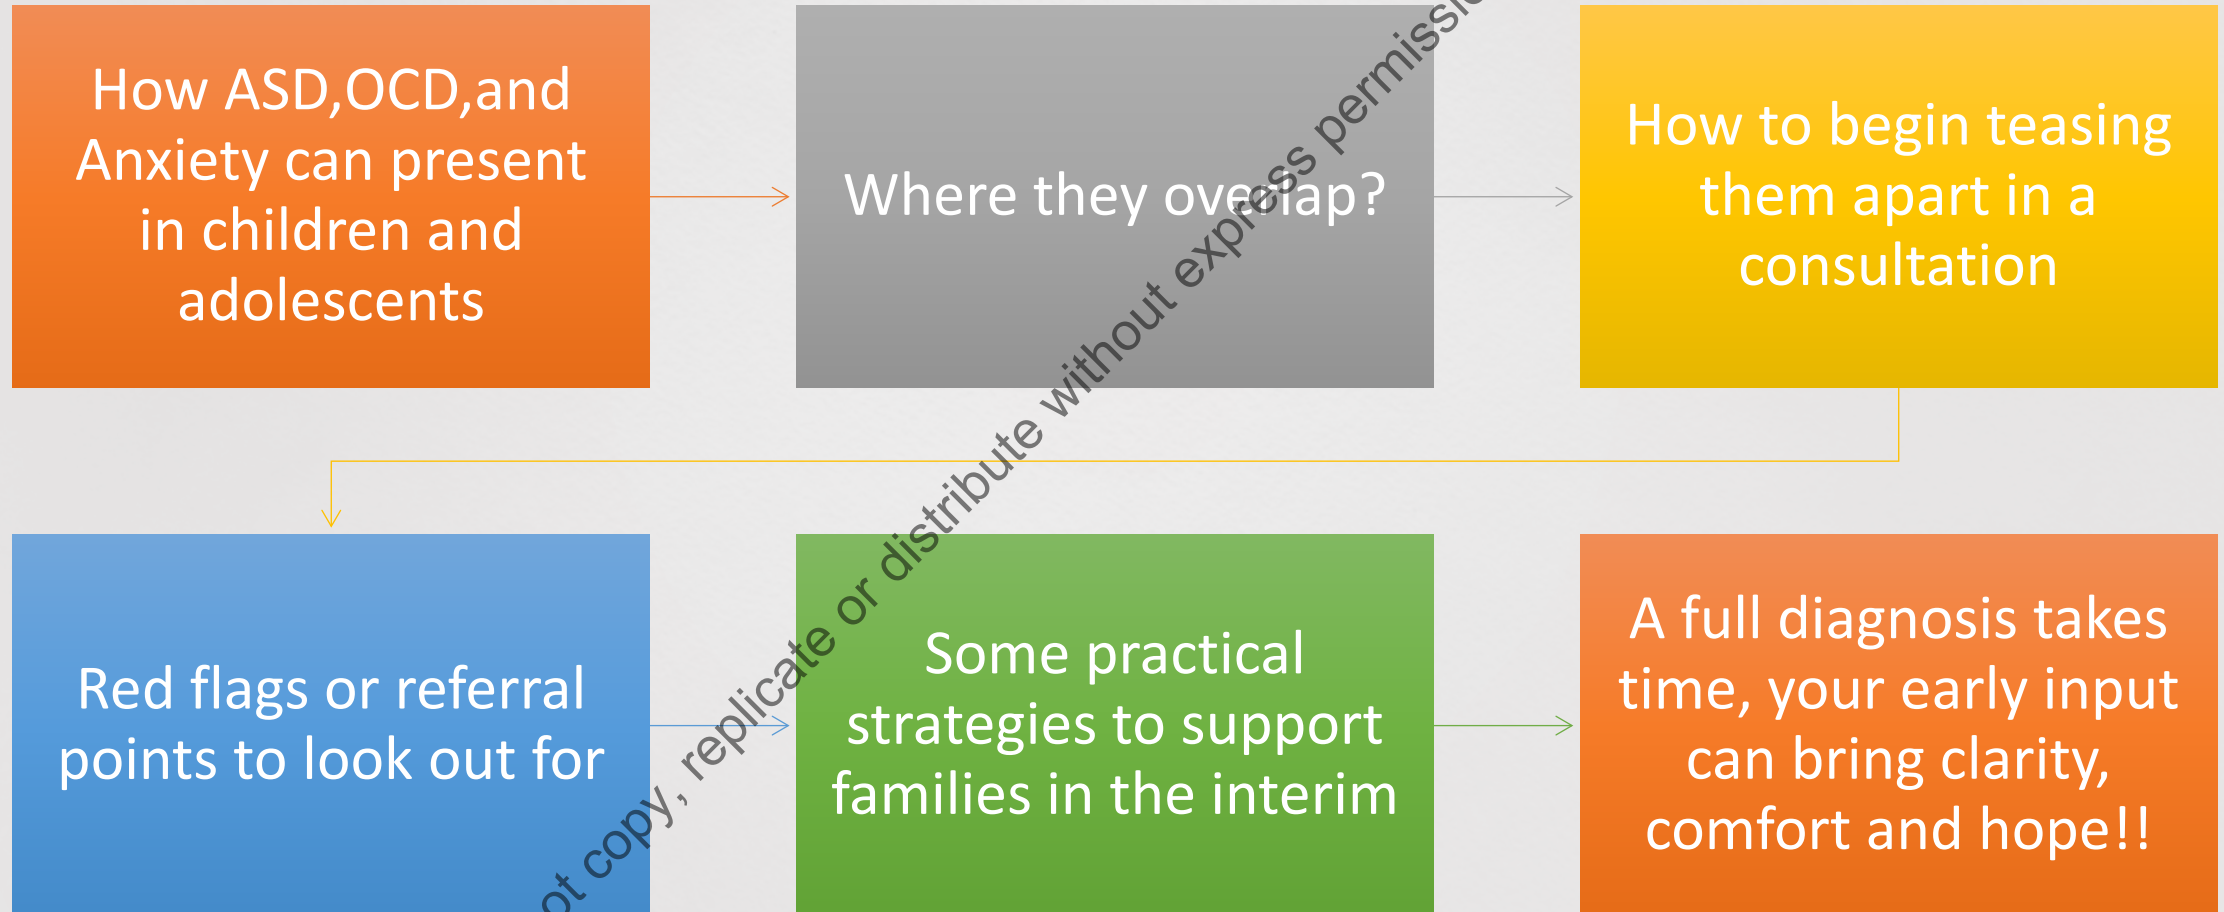 How ASD,OCD,and
Anxiety can present
in children and
adolescents
Where they overlap?
How to begin teasing
them apart in a
consultation
Red flags or referral
points to look out for
Some practical
strategies to support
families in the interim
A full diagnosis takes
time, your early input
can bring clarity,
comfort and hope!!
copy, replicate or distribute without express